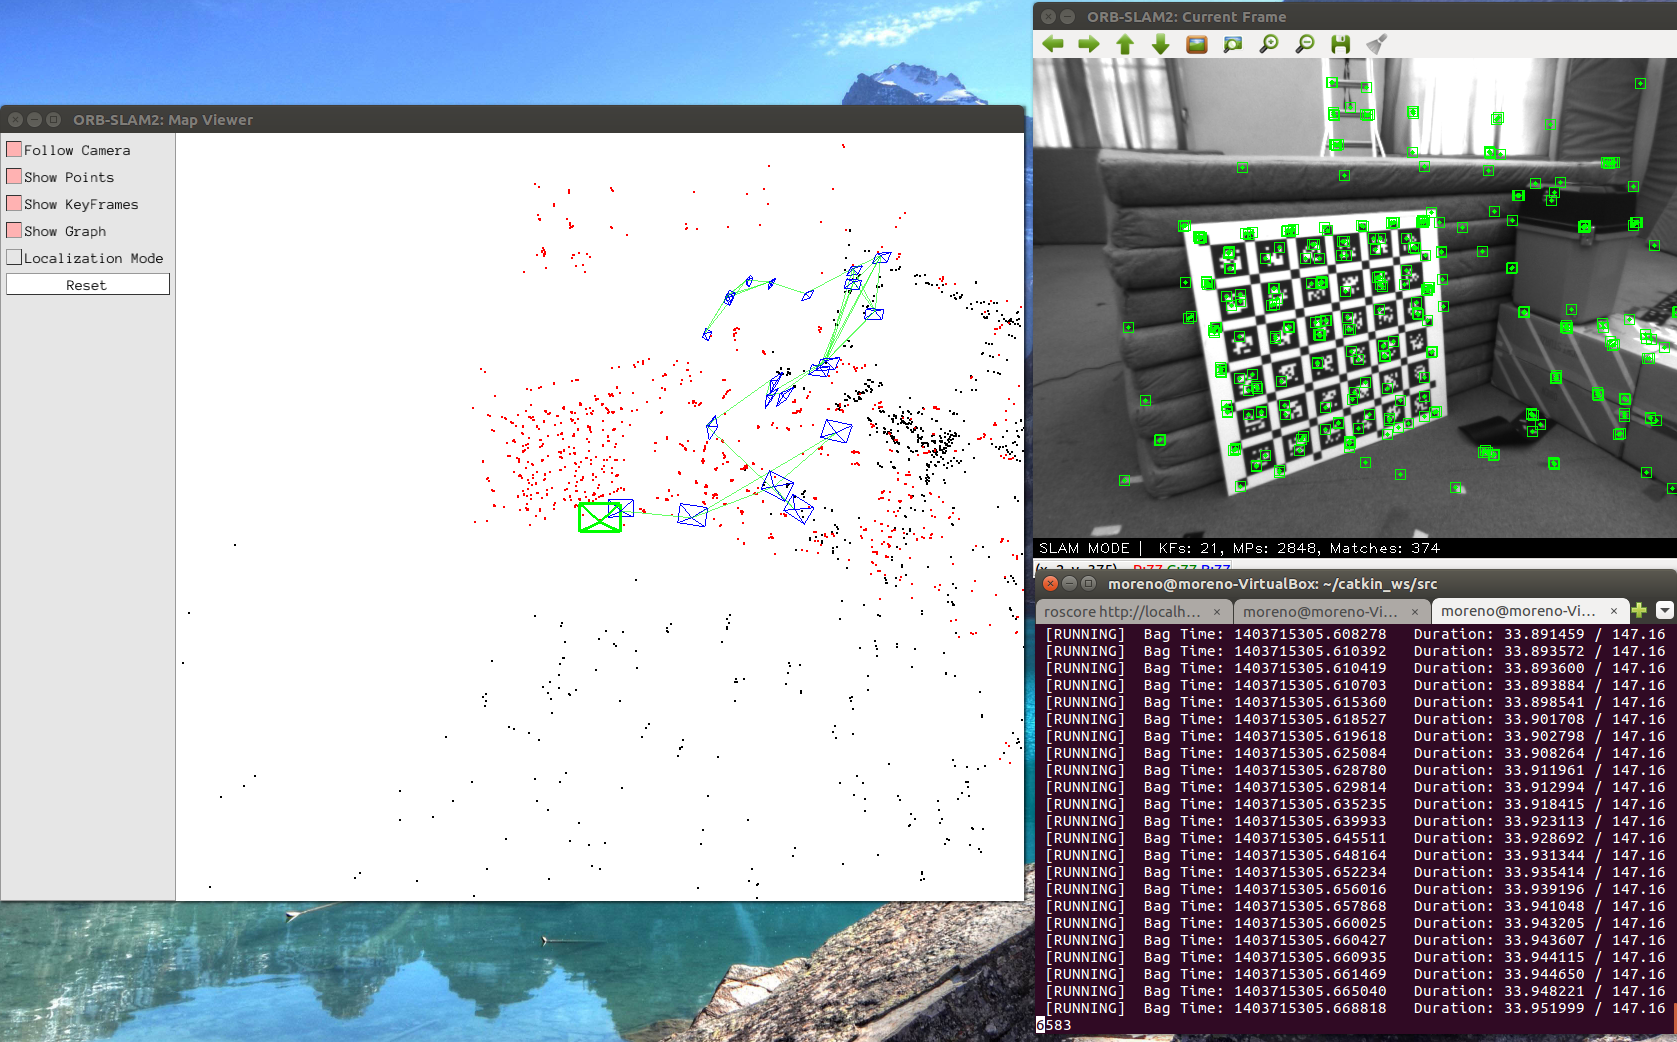 ORB-SLAM2: Map Viewer
Follow Camera
Show Points
Show KeyFrames
Show Graph
Localization Mode
Reset
ORB-SLAM2: Current Frame
SLAM MODE |  KFs: 21, MPs: 2848, Matches: 374
moreno@moreno-VirtualBox: ~/catkin_ws/src
roscore http://localh... × moreno@moreno-Vi... × moreno@moreno-Vi... ×
[RUNNING]  Bag Time: 1403715305.608278   Duration: 33.891459 / 147.16
[RUNNING]  Bag Time: 1403715305.610392   Duration: 33.893572 / 147.16
[RUNNING]  Bag Time: 1403715305.610419   Duration: 33.893600 / 147.16
[RUNNING]  Bag Time: 1403715305.610703   Duration: 33.893884 / 147.16
[RUNNING]  Bag Time: 1403715305.615360   Duration: 33.898541 / 147.16
[RUNNING]  Bag Time: 1403715305.618527   Duration: 33.901708 / 147.16
[RUNNING]  Bag Time: 1403715305.619618   Duration: 33.902798 / 147.16
[RUNNING]  Bag Time: 1403715305.625084   Duration: 33.908264 / 147.16
[RUNNING]  Bag Time: 1403715305.628780   Duration: 33.911961 / 147.16
[RUNNING]  Bag Time: 1403715305.629814   Duration: 33.912994 / 147.16
[RUNNING]  Bag Time: 1403715305.635235   Duration: 33.918415 / 147.16
[RUNNING]  Bag Time: 1403715305.639933   Duration: 33.923113 / 147.16
[RUNNING]  Bag Time: 1403715305.645511   Duration: 33.928692 / 147.16
[RUNNING]  Bag Time: 1403715305.648164   Duration: 33.931344 / 147.16
[RUNNING]  Bag Time: 1403715305.652234   Duration: 33.935414 / 147.16
[RUNNING]  Bag Time: 1403715305.656016   Duration: 33.939196 / 147.16
[RUNNING]  Bag Time: 1403715305.657868   Duration: 33.941048 / 147.16
[RUNNING]  Bag Time: 1403715305.660025   Duration: 33.943205 / 147.16
[RUNNING]  Bag Time: 1403715305.660427   Duration: 33.943607 / 147.16
[RUNNING]  Bag Time: 1403715305.660935   Duration: 33.944115 / 147.16
[RUNNING]  Bag Time: 1403715305.661469   Duration: 33.944650 / 147.16
[RUNNING]  Bag Time: 1403715305.665040   Duration: 33.948221 / 147.16
[RUNNING]  Bag Time: 1403715305.668818   Duration: 33.951999 / 147.16
6583